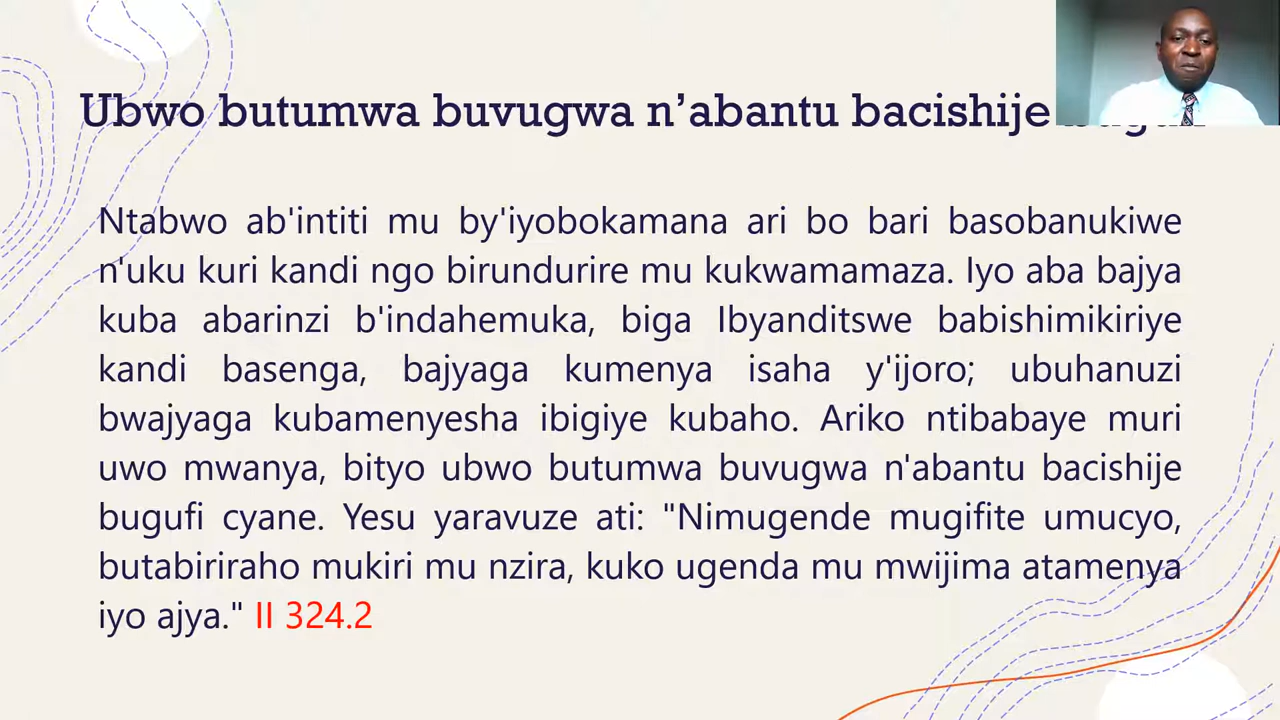 Ubwo butumwa buvugwa n’abantu bacishije
Ntabwo ab'intiti mu by'iyobokamana ari bo bari basobanukiwe
n'uku kuri kandi ngo birundurire mu kukwamamaza. Iyo aba bajya
kuba abarinzi b'indahemuka, biga Ibyanditswe babishimikiriye
kandi basenga, bajyaga kumenya isaha y'ijoro; ubuhanuzi
bwajyaga kubamenyesha ibigiye kubaho. Ariko ntibabaye muri
uwo mwanya, bityo ubwo butumwa buvugwa n'abantu bacishije
bugufi cyane. Yesu yaravuze ati: "Nimugende mugifite umucyo,
butabiriraho mukiri mu nzira, kuko ugenda mu mwijima atamenya
iyo ajya." II 324.2